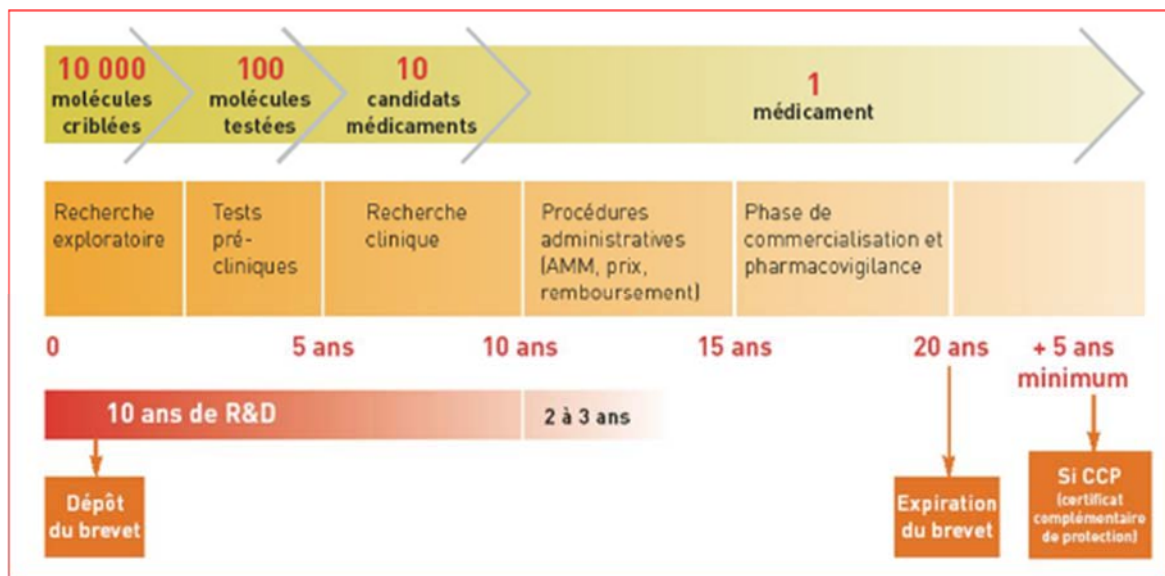 10 000
molécules
criblées
100
molécules
testées
10
candidats
médicaments
1
médicament
Recherche
exploratoire
Tests
pré-
cliniques
Recherche
clinique
Procédures
administratives
(AMM, prix,
remboursement)
Phase de
commercialisation et
pharmacovigilance
0
5 ans
10 ans
15 ans
20 ans
+ 5 ans
minimum
10 ans de R&D
2 à 3 ans
Dépôt
du brevet
Expiration
du brevet
Si CCP
(certificat
complémentaire
de protection)